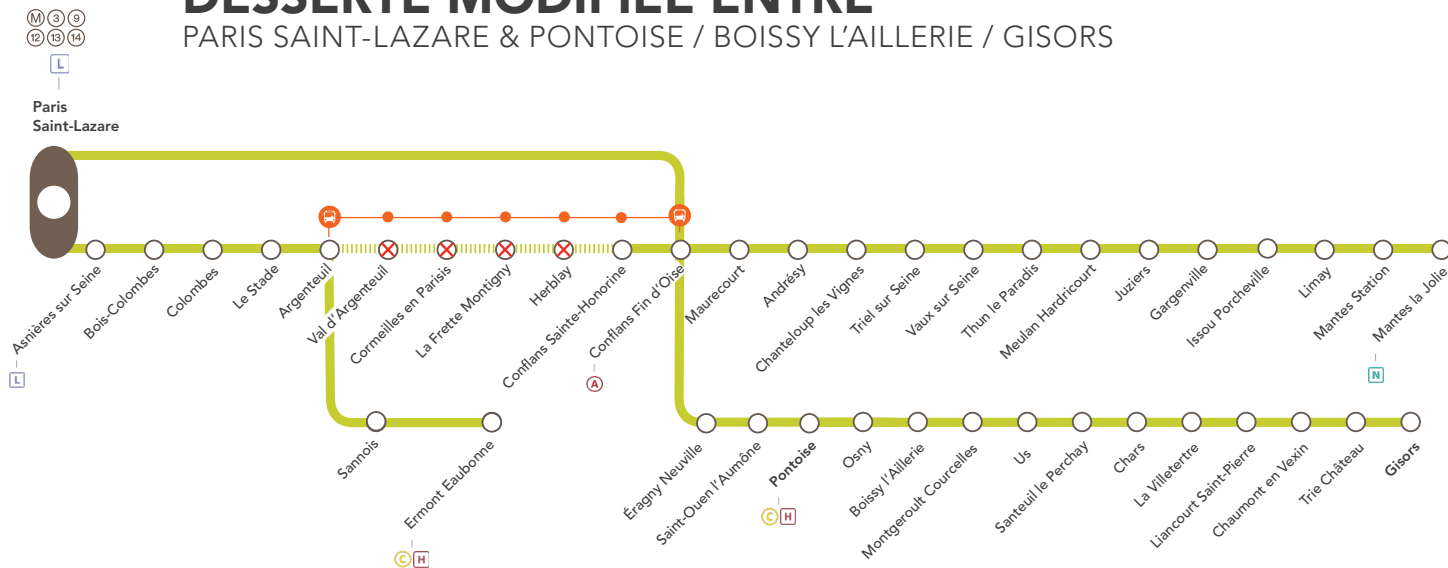 DESSERTE MODIFIÉE ENTRE
PARIS SAINT-LAZARE & PONTOISE / BOISSY L'AILLERIE / GISORS
M 3 9
12 13 14
L
Paris
Saint-Lazare
Asnières sur Seine
L
Bois-Colombes
Colombes
Le Stade
Argenteuil
Val d'Argenteuil
Cormeilles en Parisis
La Frette Montigny
Herblay
Conflans Sainte-Honorine
Conflans Fin d'Oise
A
Maurecourt
Andrésy
Chanteloup les Vignes
Triel sur Seine
Vaux sur Seine
Thun le Paradis
Meulan Hardricourt
Juziers
Gargenville
Issou Porcheville
Limay
Mantes Station
Mantes la Jolie
N
Sannois
Ermont Eaubonne
C H
Éragny Neuville
Saint-Ouen l'Aumône
Pontoise
C H
Osny
Boissy l'Aillerie
Montgeroult Courcelles
Us
Santeuil le Perchay
Chars
La Villetertre
Liancourt Saint-Pierre
Chaumont en Vexin
Trie Château
Gisors